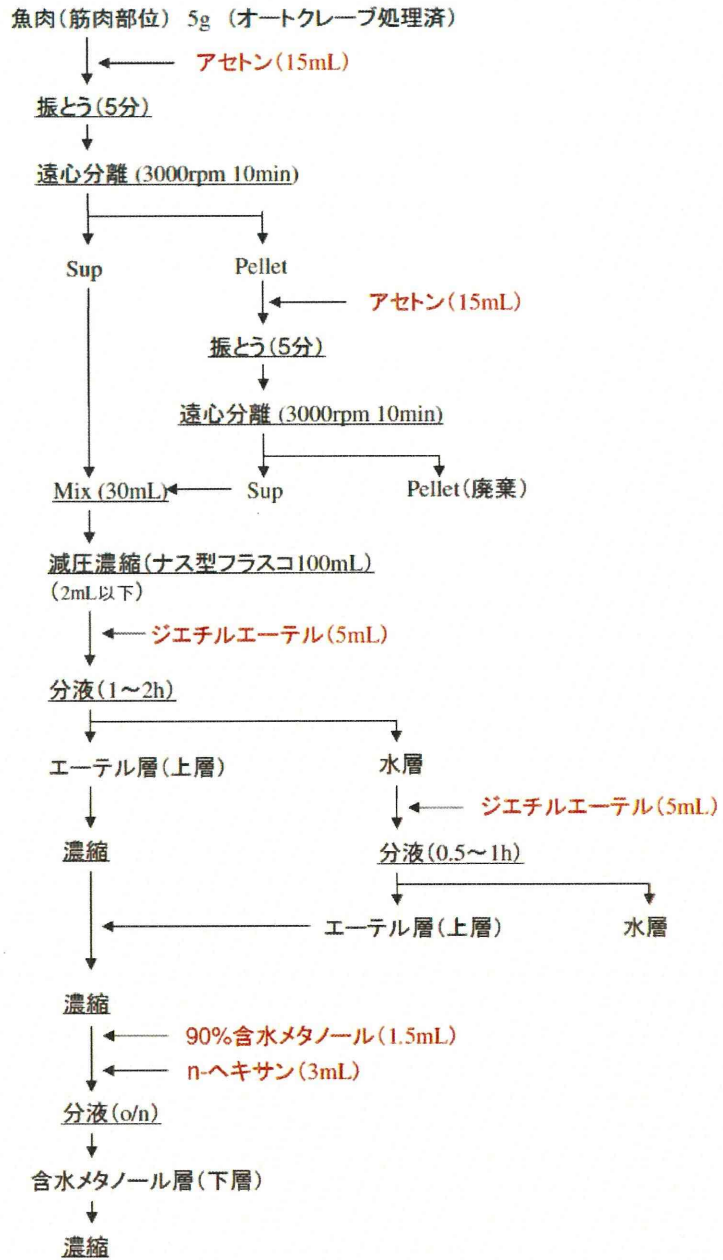 魚肉(筋肉部位) 5g (オートクレーブ処理済)
アセトン(15mL)
振とう(5分)
遠心分離 (3000rpm 10min)
Sup Pellet
アセトン(15mL)
振とう(5分)
遠心分離 (3000rpm 10min)
Mix (30mL) Sup Pellet(廃棄)
減圧濃縮(ナス型フラスコ100mL)
(2mL以下)
ジエチルエーテル(5mL)
分液(1～2h)
エーテル層(上層) 水層
ジエチルエーテル(5mL)
濃縮 分液(0.5～1h)
エーテル層(上層) 水層
濃縮
90%含水メタノール(1.5mL)
n-ヘキサン(3mL)
分液(o/n)
含水メタノール層(下層)
濃縮